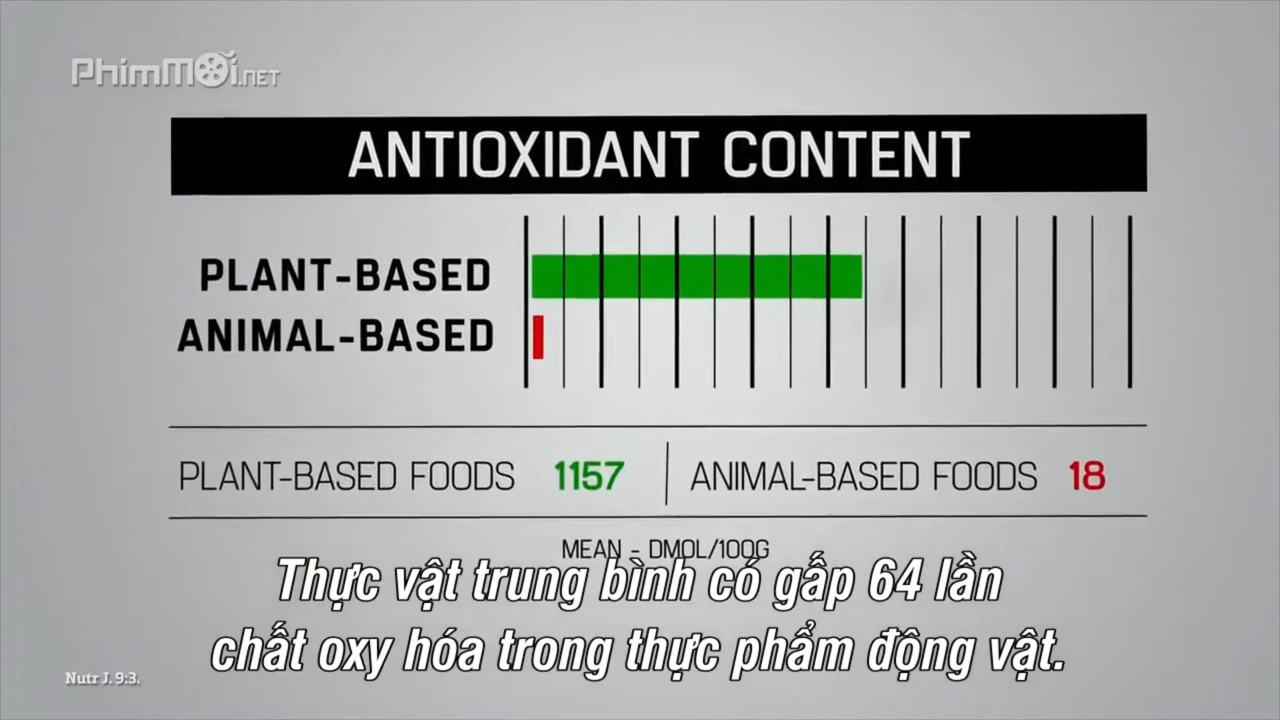 PhimMỡi.NET
ANTIOXIDANT CONTENT
PLANT-BASED
ANIMAL-BASED
PLANT-BASED FOODS 1157 ANIMAL-BASED FOODS 18
MEAN - DMOL/100G
Thực vật trung bình có gấp 64 lần
chất oxy hóa trong thực phẩm động vật.
Nutr J. 9:3.